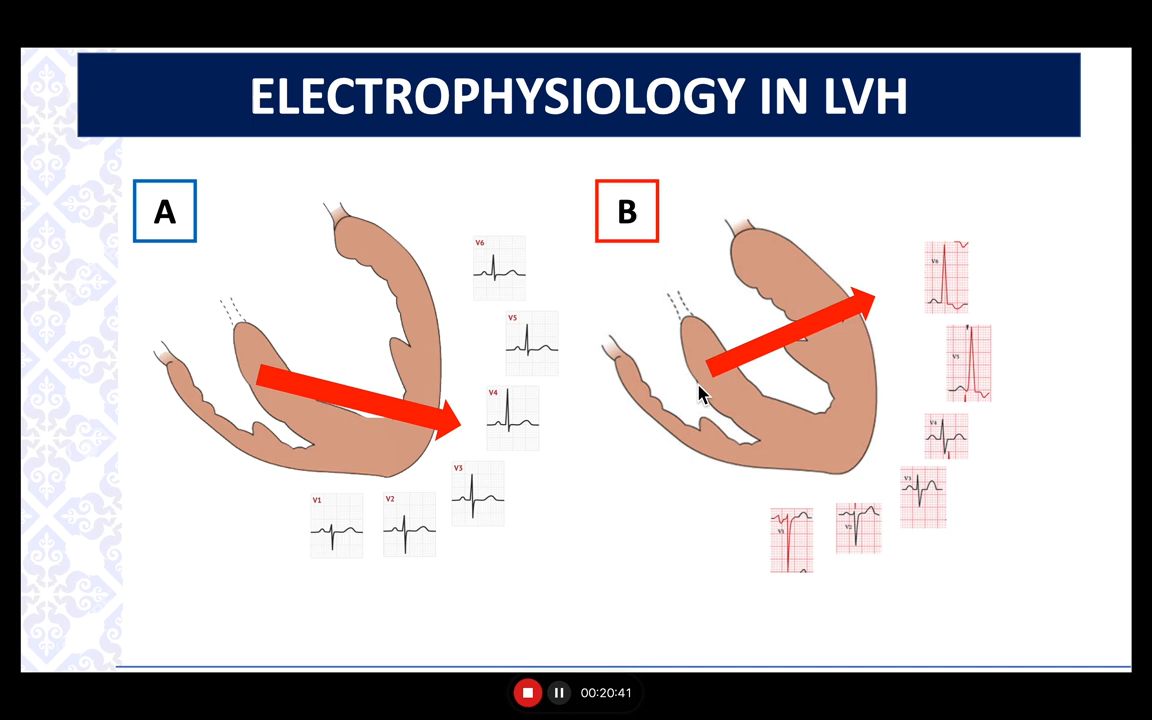 ELECTROPHYSIOLOGY IN LVH
A
B
V6
V5
V4
V3
V1
V2
V6
V5
V4
V3
V2
V1
00:20:41